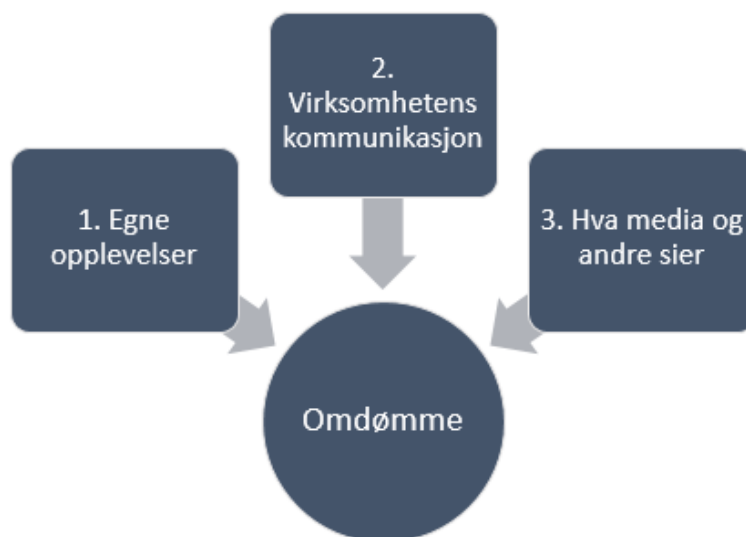 1. Egne
opplevelser
2.
Virksomhetens
kommunikasjon
3. Hva media og
andre sier
Omdømme